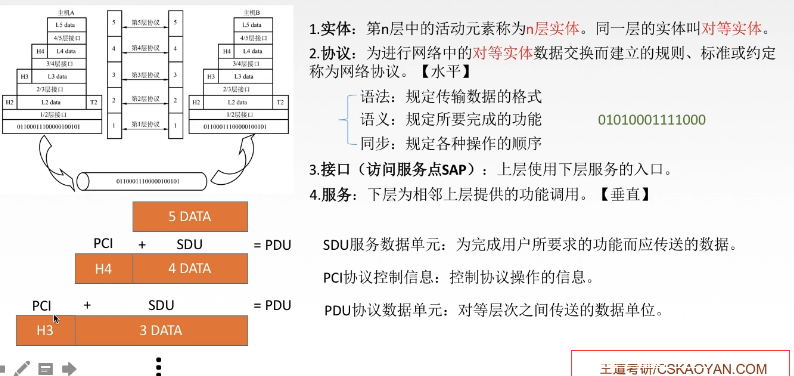 主机A
主机B
L5 data
5
第5层协议
5
L5 data
4/5层接口
4/5层接口
H4
L4 data
4
第4层协议
4
H4
L4 data
3/4层接口
3/4层接口
H3
L3 data
3
第3层协议
3
H3
L3 data
2/3层接口
2/3层接口
H2
L2 data
T2
2
第2层协议
2
H2
L2 data
T2
1/2层接口
1/2层接口
01100011100000100101
1
第1层协议
1
01100011100000100101
01100011100000100101
5 DATA
PCI + SDU = PDU
H4
4 DATA
PCI + SDU = PDU
H3
3 DATA
1.实体：第n层中的活动元素称为n层实体。同一层的实体叫对等实体。
2.协议：为进行网络中的对等实体数据交换而建立的规则、标准或约定
称为网络协议。【水平】
语法：规定传输数据的格式
语义：规定所要完成的功能
01010001111000
同步：规定各种操作的顺序
3.接口（访问服务点SAP）：上层使用下层服务的入口。
4.服务：下层为相邻上层提供的功能调用。【垂直】
SDU服务数据单元：为完成用户所要求的功能而应传送的数据。
PCI协议控制信息：控制协议操作的信息。
PDU协议数据单元：对等层次之间传送的数据单位。
王道考研/CSKAOYAN.COM